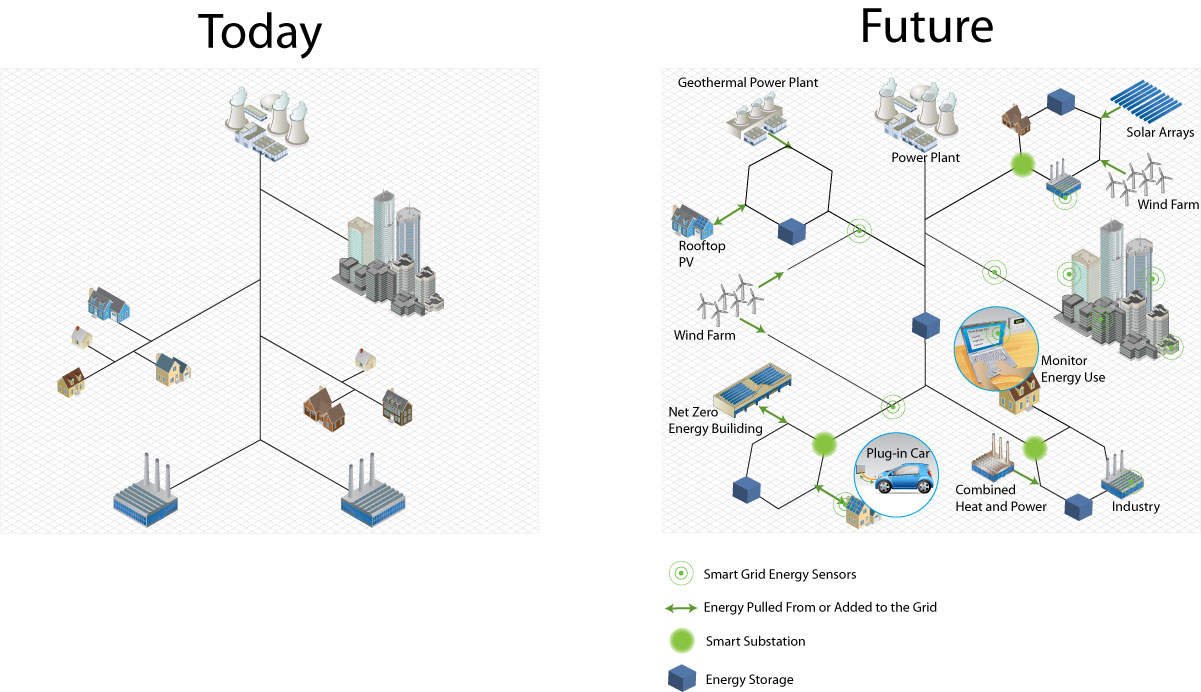 Today
Future
Geothermal Power Plant
Power Plant
Solar Arrays
Wind Farm
Rooftop
PV
Wind Farm
Monitor
Energy Use
Net Zero
Energy Builiding
Plug-in Car
Combined
Heat and Power
Industry
Smart Grid Energy Sensors
Energy Pulled From or Added to the Grid
Smart Substation
Energy Storage